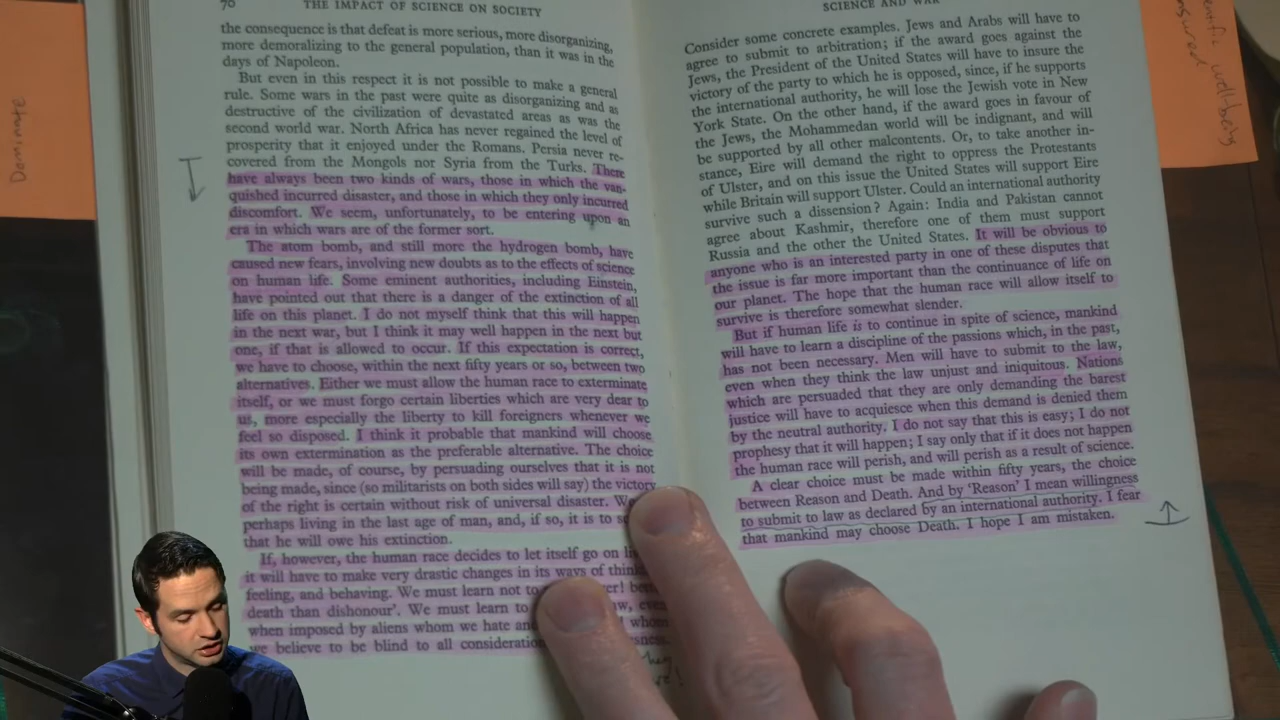 Dominate
70 THE IMPACT OF SCIENCE ON SOCIETY
the consequence is that defeat is more serious, more disorganizing,
more demoralizing to the general population, than it was in the
days of Napoleon.
But even in this respect it is not possible to make a general
rule. Some wars in the past were quite as disorganizing and as
destructive of the civilization of devastated areas as was the
second world war. North Africa has never regained the level of
prosperity that it enjoyed under the Romans. Persia never re-
covered from the Mongols nor Syria from the Turks. There
have always been two kinds of wars, those in which the van-
quished incurred disaster, and those in which they only incurred
discomfort. We seem, unfortunately, to be entering upon an
era in which wars are of the former sort.
The atom bomb, and still more the hydrogen bomb, have
caused new fears, involving new doubts as to the effects of science
on human life. Some eminent authorities, including Einstein,
have pointed out that there is a danger of the extinction of all
life on this planet. I do not myself think that this will happen
in the next war, but I think it may well happen in the next but
one, if that is allowed to occur. If this expectation is correct,
we have to choose, within the next fifty years or so, between two
alternatives. Either we must allow the human race to exterminate
itself, or we must forgo certain liberties which are very dear to
us, more especially the liberty to kill foreigners whenever we
feel so disposed. I think it probable that mankind will choose
its own extermination as the preferable alternative. The choice
will be made, of course, by persuading ourselves that it is not
being made, since (so militarists on both sides will say) the victory
of the right is certain without risk of universal disaster. We
perhaps living in the last age of man, and, if so, it is to
that he will owe his extinction.
If, however, the human race decides to let itself go on
it will have to make very drastic changes in its ways of
feeling, and behaving. We must learn not to
death than dishonour'. We must learn to even
when imposed by aliens whom we hate and whom
we believe to be blind to all
SCIENCE AND WAR
Consider some concrete examples. Jews and Arabs will have to
agree to submit to arbitration; if the award goes against the
Jews, the President of the United States will have to insure the
victory of the party to which he is opposed, since, if he supports
the international authority, he will lose the Jewish vote in New
York State. On the other hand, if the award goes in favour of
the Jews, the Mohammedan world will be indignant, and will
be supported by all other malcontents. Or, to take another in-
stance, Eire will demand the right to oppress the Protestants
of Ulster, and on this issue the United States will support Eire
while Britain will support Ulster. Could an international authority
survive such a dissension? Again: India and Pakistan cannot
agree about Kashmir, therefore one of them must support
Russia and the other the United States. It will be obvious to
anyone who is an interested party in one of these disputes that
the issue is far more important than the continuance of life on
our planet. The hope that the human race will allow itself to
survive is therefore somewhat slender.
But if human life is to continue in spite of science, mankind
will have to learn a discipline of the passions which, in the past,
has not been necessary. Men will have to submit to the law,
even when they think the law unjust and iniquitous. Nations
which are persuaded that they are only demanding the barest
justice will have to acquiesce when this demand is denied them
by the neutral authority. I do not say that this is easy; I do not
prophesy that it will happen; I say only that if it does not happen
the human race will perish, and will perish as a result of science.
A clear choice must be made within fifty years, the choice
between Reason and Death. And by 'Reason' I mean willingness
to submit to law as declared by an international authority. I fear
that mankind may choose Death. I hope I am mistaken.
well-being